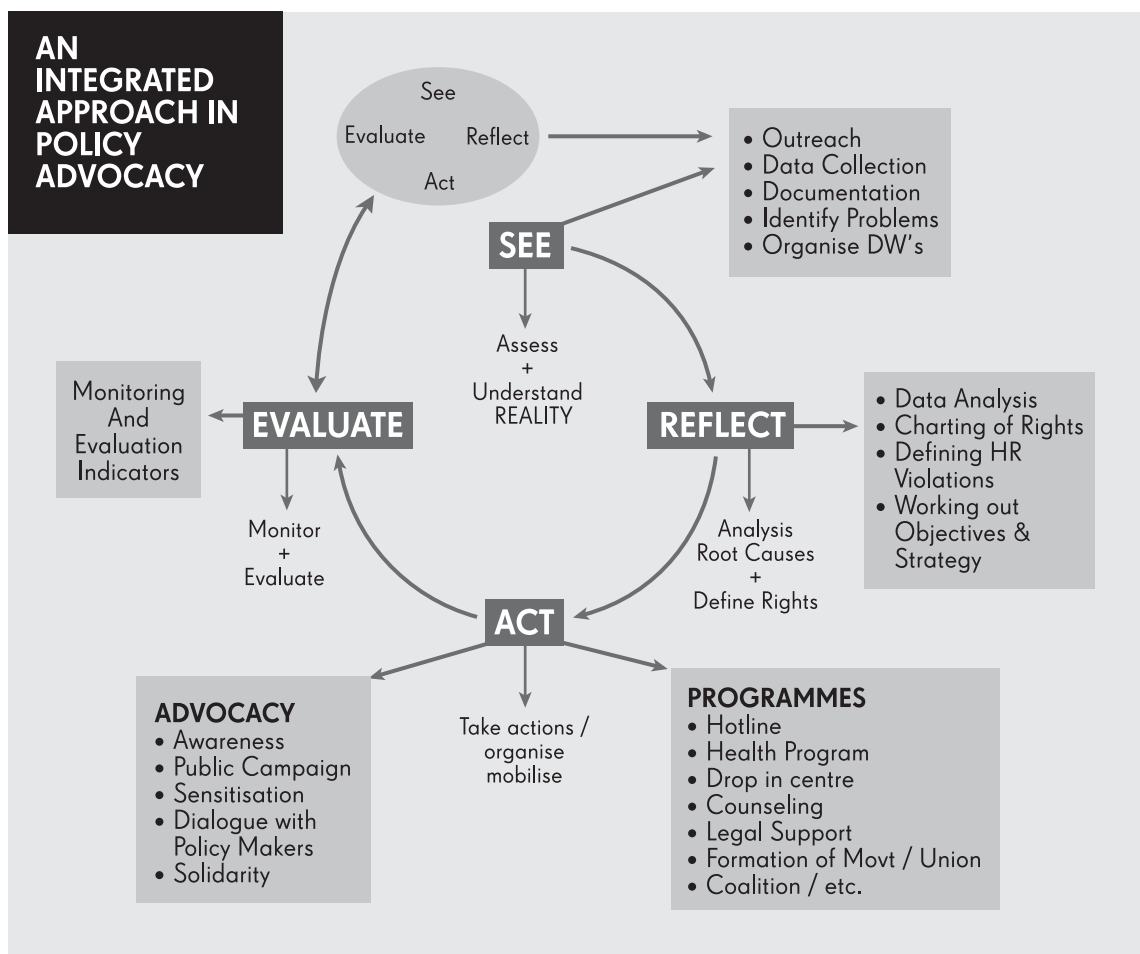 AN
INTEGRATED
APPROACH IN
POLICY
ADVOCACY
See
Evaluate Reflect
Act
• Outreach
• Data Collection
• Documentation
• Identify Problems
• Organise DW's
SEE
Assess
+
Understand
REALITY
Monitoring
And
Evaluation
Indicators
EVALUATE
Monitor
+
Evaluate
REFLECT
Analysis
Root Causes
+
Define Rights
• Data Analysis
• Charting of Rights
• Defining HR
Violations
• Working out
Objectives &
Strategy
ACT
ADVOCACY
• Awareness
• Public Campaign
• Sensitisation
• Dialogue with
Policy Makers
• Solidarity
Take actions /
organise
mobilise
PROGRAMMES
• Hotline
• Health Program
• Drop in centre
• Counseling
• Legal Support
• Formation of Movt / Union
• Coalition / etc.